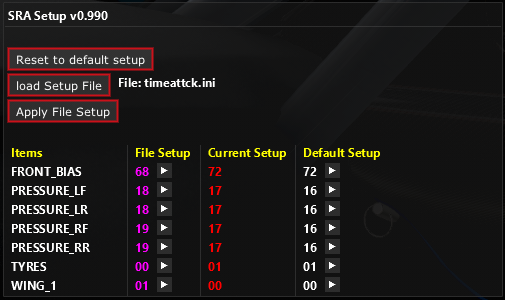 SRA Setup v0.990
Reset to default setup
load Setup File File: timeattck.ini
Apply File Setup
Items File Setup Current Setup Default Setup
FRONT_BIAS 68 72 72
PRESSURE_LF 18 17 16
PRESSURE_LR 18 17 16
PRESSURE_RF 19 17 16
PRESSURE_RR 19 17 16
TYRES 00 01 01
WING_1 01 00 00